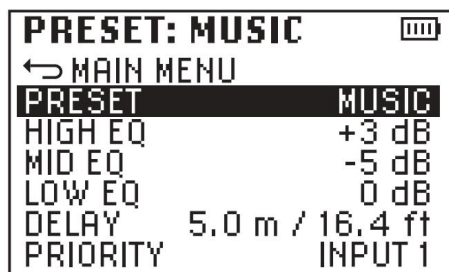 PRESET: MUSIC
MAIN MENU
PRESET MUSIC
HIGH EQ +3 dB
MID EQ -5 dB
LOW EQ 0 dB
DELAY 5.0 m / 16.4 ft
PRIORITY INPUT 1